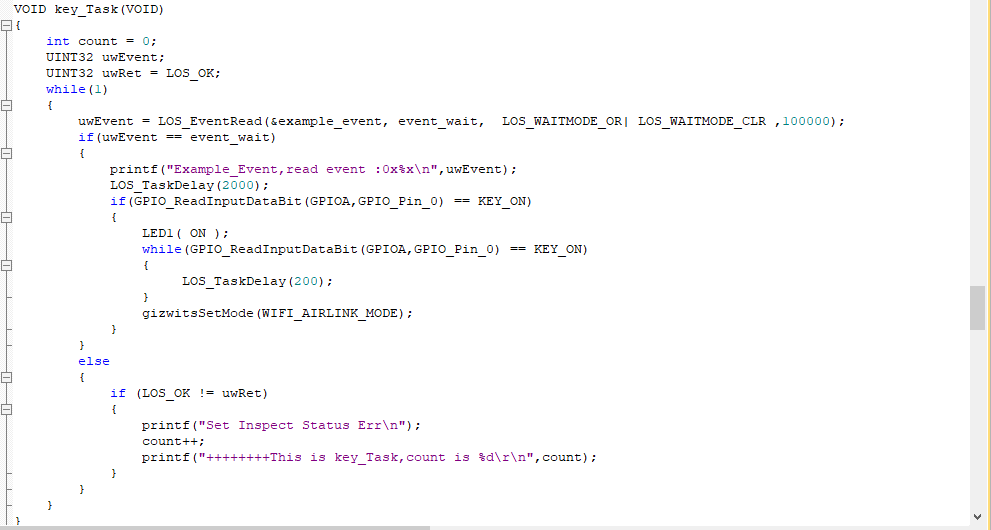 VOID key_Task(VOID)
{
    int count = 0;
    UINT32 uwEvent;
    UINT32 uwRet = LOS_OK;
    while(1)
    {
        uwEvent = LOS_EventRead(&example_event, event_wait,  LOS_WAITMODE_OR| LOS_WAITMODE_CLR ,100000);
        if(uwEvent == event_wait)
        {
            printf("Example_Event,read event :0x%x\n",uwEvent);
            LOS_TaskDelay(2000);
            if(GPIO_ReadInputDataBit(GPIOA,GPIO_Pin_0) == KEY_ON)
            {
                LED1( ON );
                while(GPIO_ReadInputDataBit(GPIOA,GPIO_Pin_0) == KEY_ON)
                {
                     LOS_TaskDelay(200);
                }
                gizwitsSetMode(WIFI_AIRLINK_MODE);
            }
        }
        else
        {
            if (LOS_OK != uwRet)
            {
                printf("Set Inspect Status Err\n");
                count++;
                printf("++++++++This is key_Task,count is %d\r\n",count);
            }
        }
    }
}